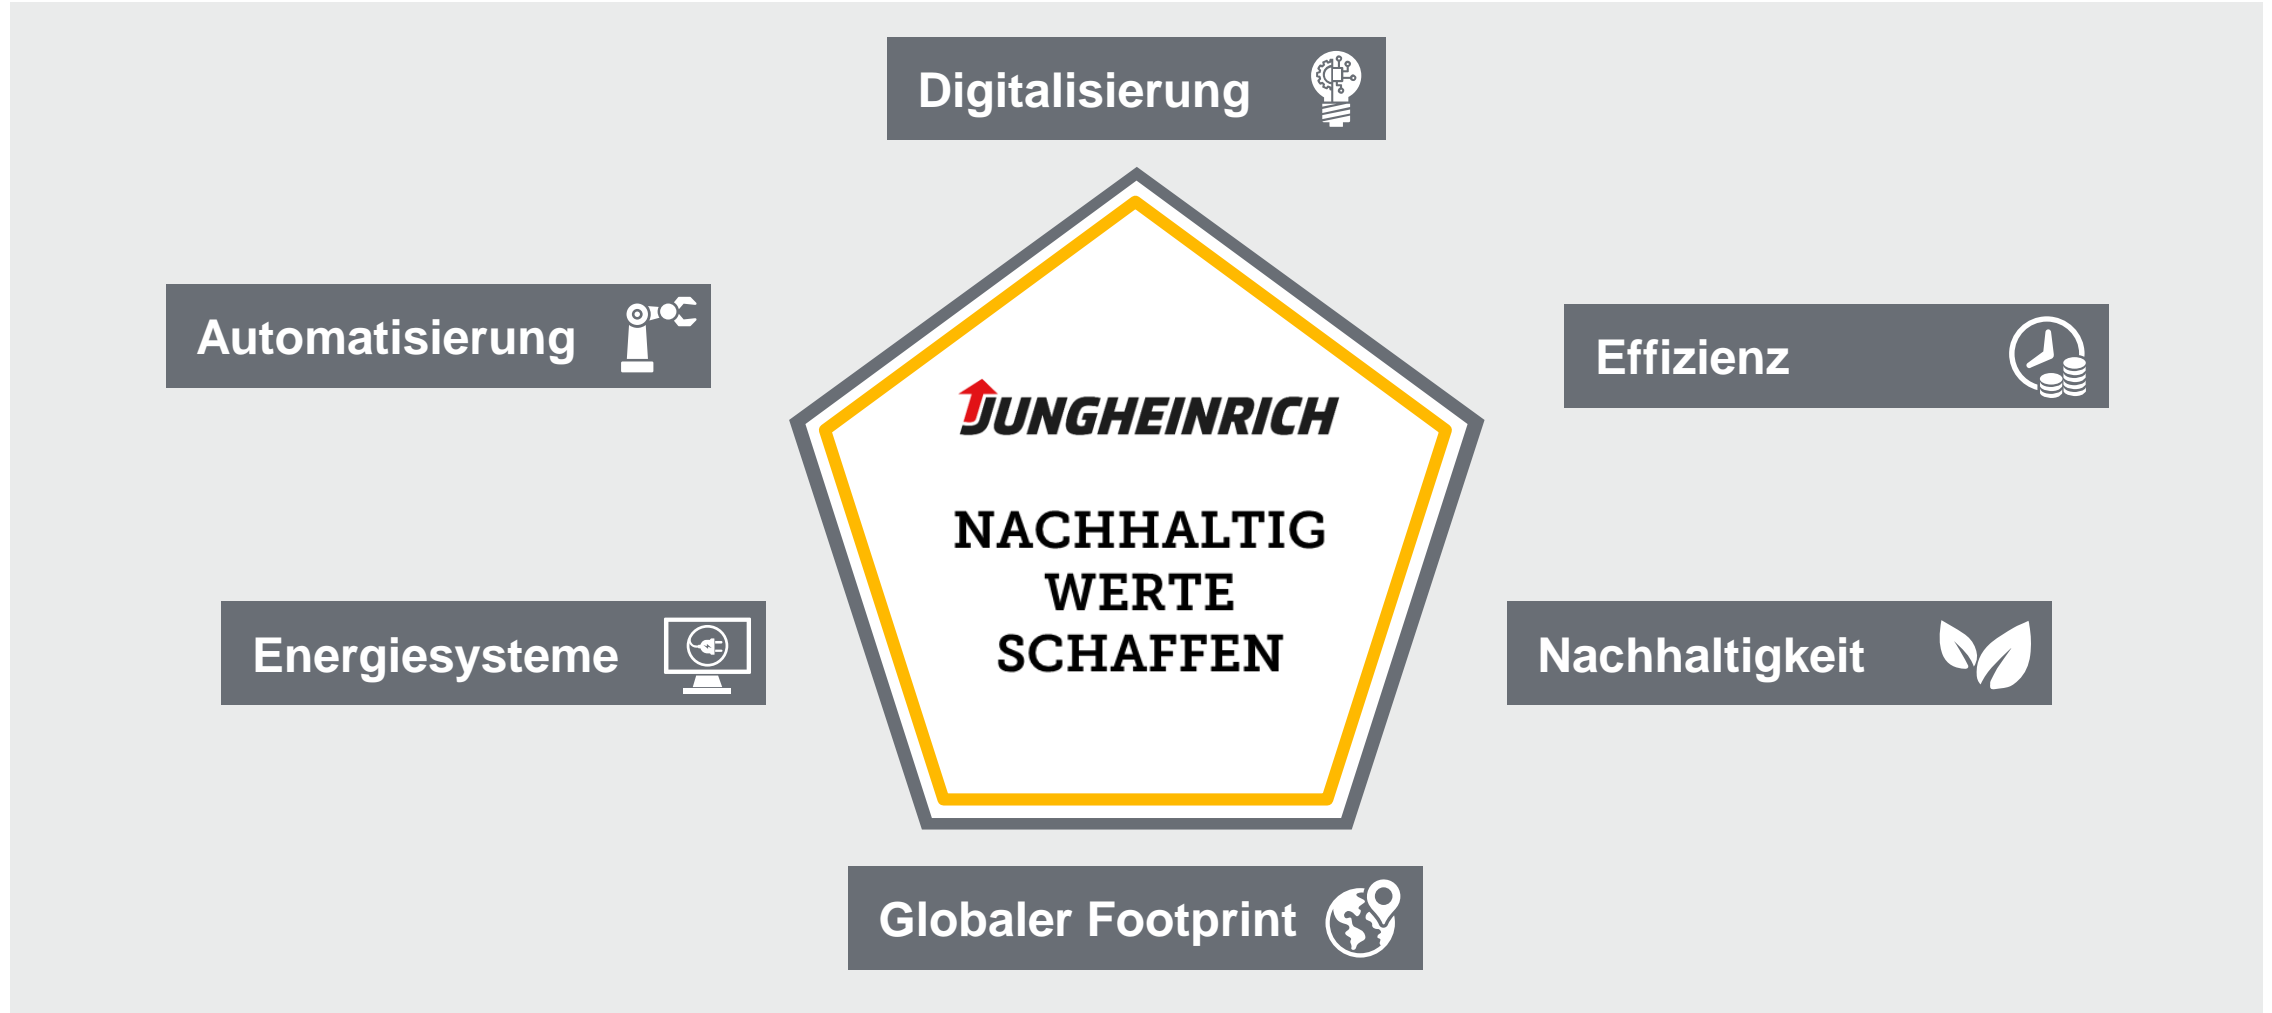 Digitalisierung
Automatisierung
Effizienz
JUNGHEINRICH
NACHHALTIG
WERTE
SCHAFFEN
Energiesysteme
Nachhaltigkeit
Globaler Footprint